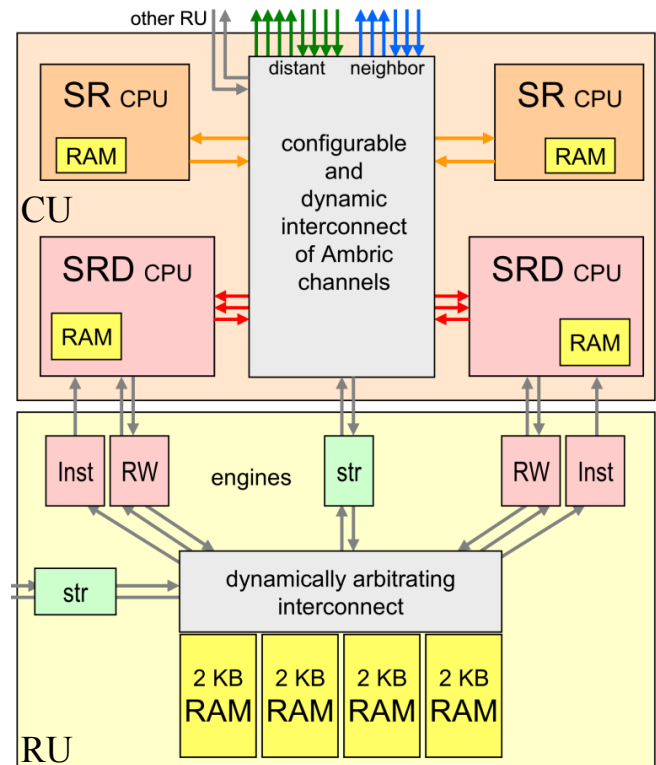 other RU
distant
neighbor
SR CPU
RAM
configurable
and
dynamic
interconnect
of Ambric
channels
SR CPU
RAM
CU
SRD CPU
RAM
SRD CPU
RAM
Inst
RW
engines
str
RW
Inst
str
dynamically arbitrating
interconnect
2 KB
RAM
2 KB
RAM
2 KB
RAM
2 KB
RAM
RU